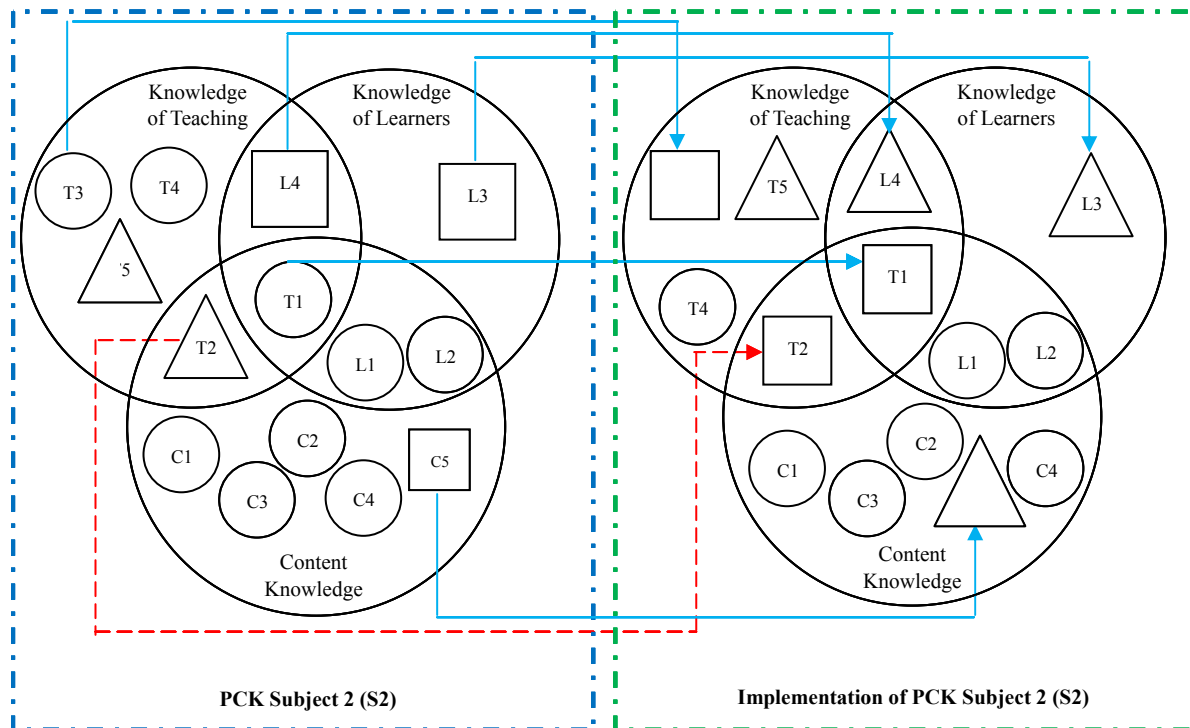 Knowledge
of Teaching
Knowledge
of Learners
T3
T4
L4
L3
'5
T1
T2
L1
L2
C1
C2
C3
C4
C5
Content
Knowledge
PCK Subject 2 (S2)
Knowledge
of Teaching
Knowledge
of Learners
T5
L4
L3
T1
T4
T2
L1
L2
C1
C2
C3
C4
Content
Knowledge
Implementation of PCK Subject 2 (S2)